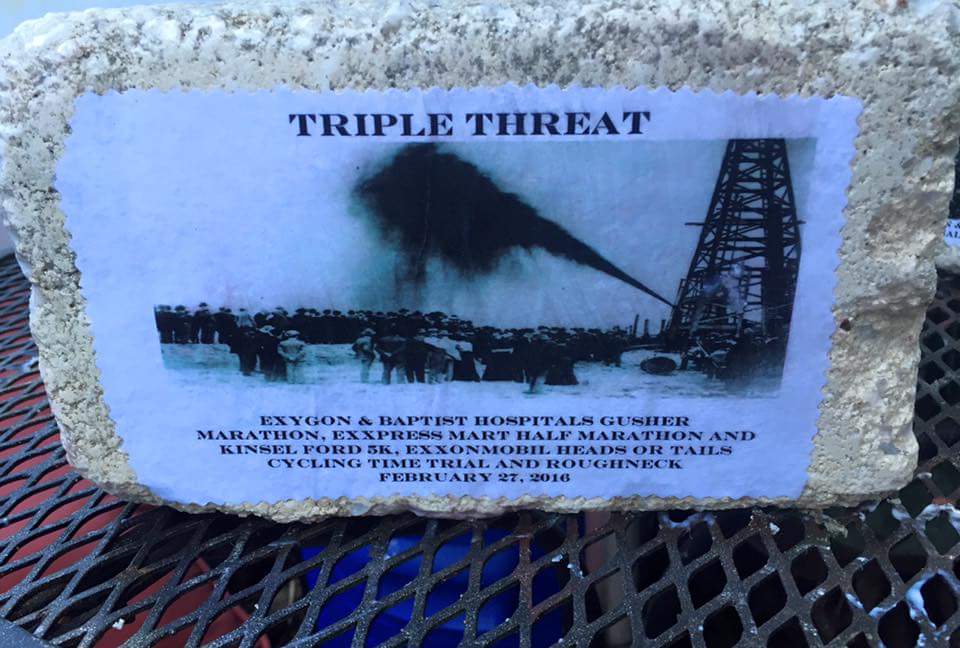 TRIPLE THREAT
EXYGON & BAPTIST HOSPITALS GUSHER
MARATHON, EXXPRESS MART HALF MARATHON AND
KINSEL FORD 5K, EXXONMOBIL HEADS OR TAILS
CYCLING TIME TRIAL AND ROUGHNECK
FEBRUARY 27, 2016